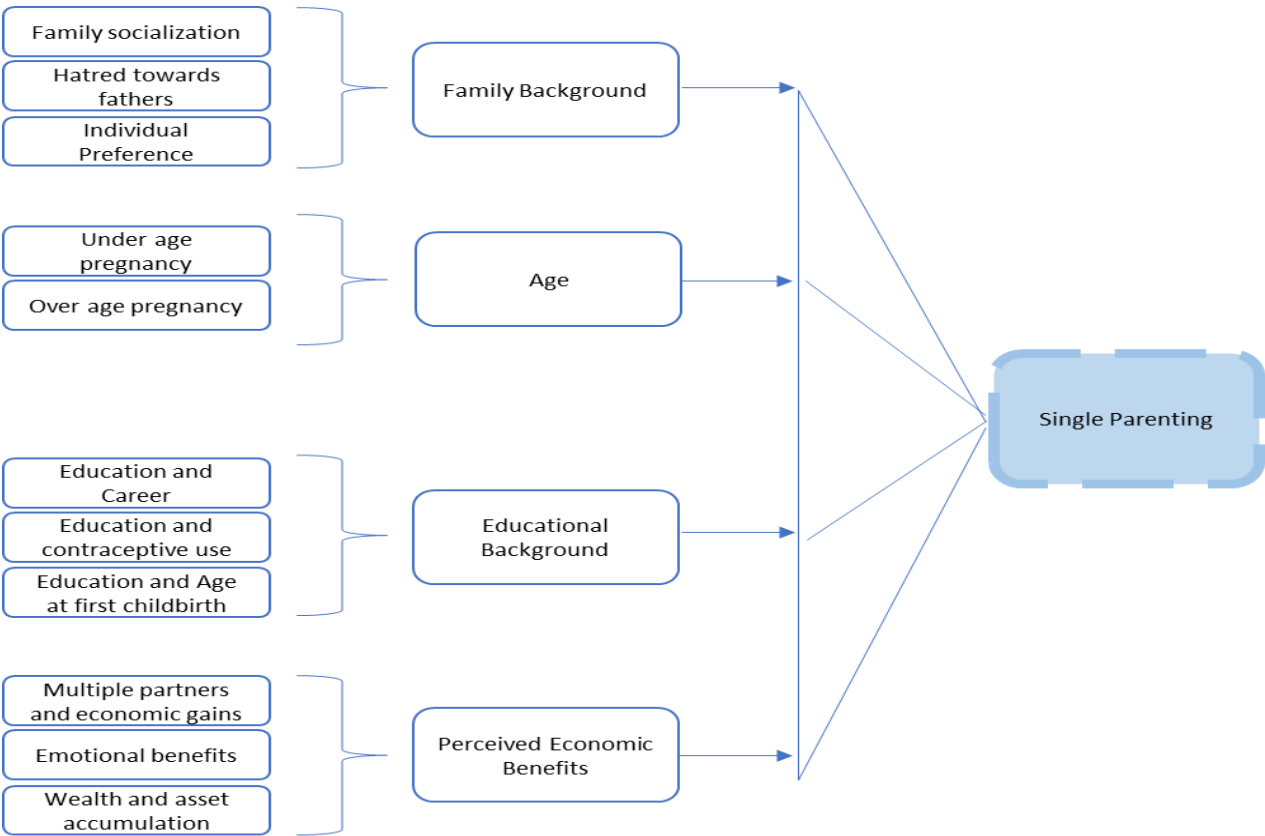 Family socialization
Hatred towards
fathers
Individual
Preference
Family Background
Under age
pregnancy
Over age pregnancy
Age
Single Parenting
Education and
Career
Education and
contraceptive use
Education and Age
at first childbirth
Educational
Background
Multiple partners
and economic gains
Emotional benefits
Wealth and asset
accumulation
Perceived Economic
Benefits